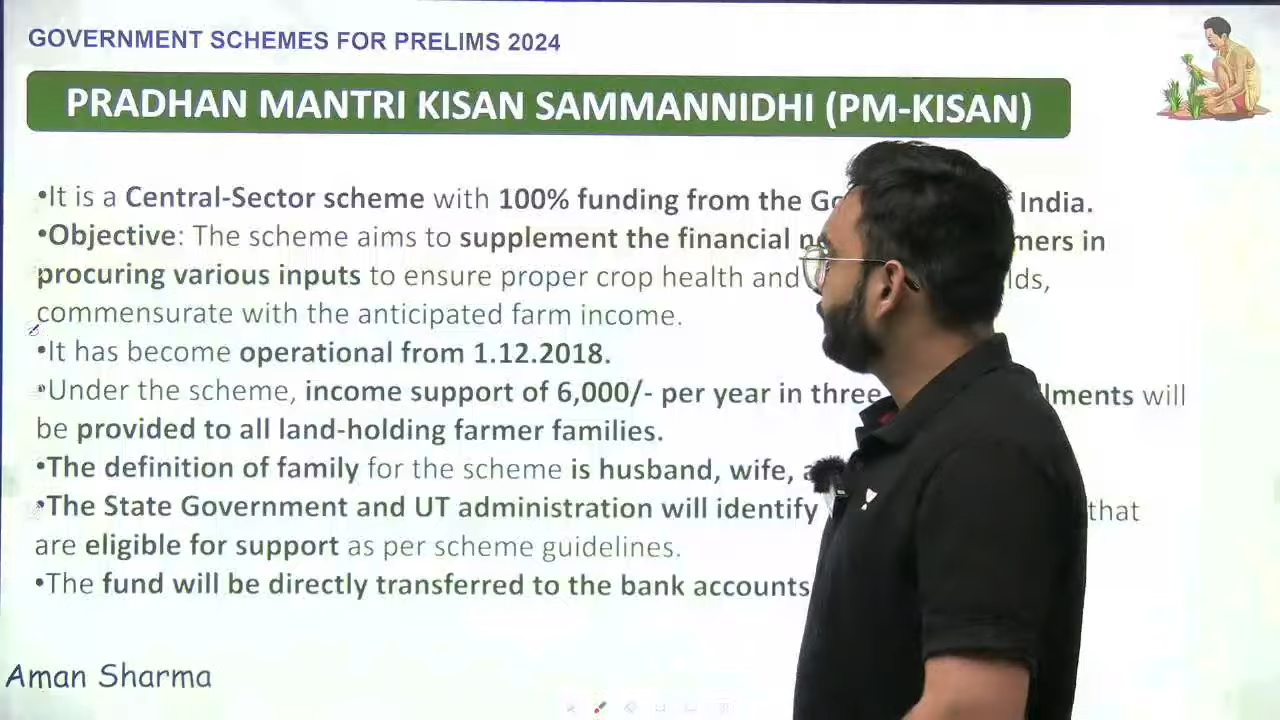 GOVERNMENT SCHEMES FOR PRELIMS 2024
PRADHAN MANTRI KISAN SAMMANNIDHI (PM-KISAN)
•It is a Central-Sector scheme with 100% funding from the India.
•Objective: The scheme aims to supplement the financial in
procuring various inputs to ensure proper crop health and
commensurate with the anticipated farm income.
•It has become operational from 1.12.2018.
•Under the scheme, income support of 6,000/- per year in three will
be provided to all land-holding farmer families.
•The definition of family for the scheme is husband, wife,
•The State Government and UT administration will identify that
are eligible for support as per scheme guidelines.
•The fund will be directly transferred to the bank accounts
Aman Sharma